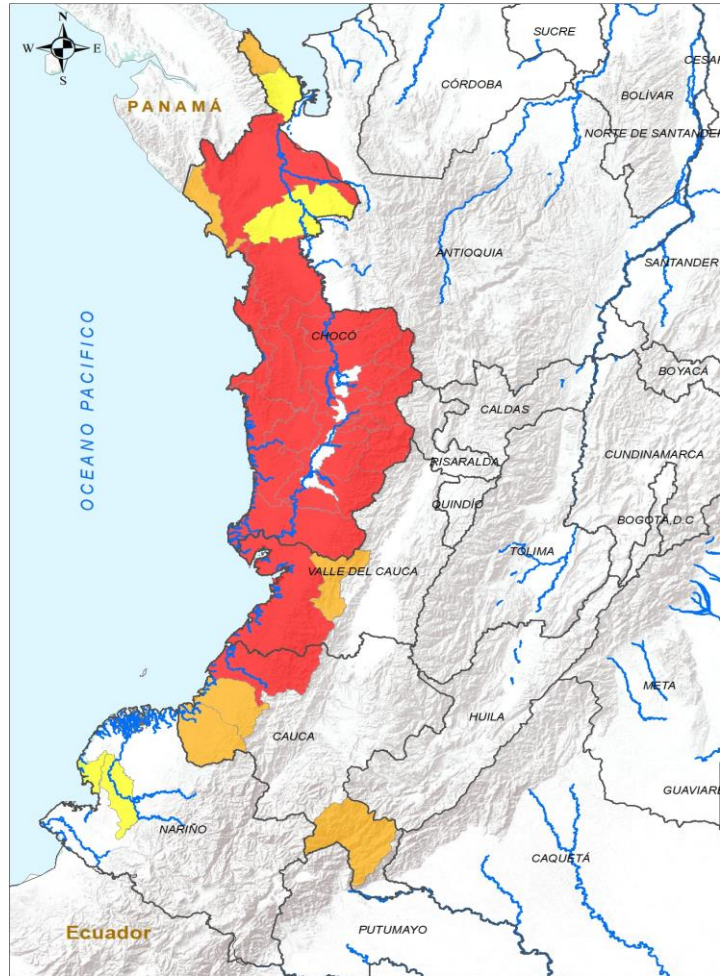 N
W E
S
SUCRE
CESAR
CÓRDOBA
BOLÍVAR
PANAMÁ
NORTE DE SANTANDER
ANTIOQUIA
SANTANDER
OCEANO PACIFICO
CHOCÓ
BOYACÁ
CALDAS
CUNDINAMARCA
RISARALDA
QUINDÍO
BOGOTÁ, D.C
TOLIMA
VALLE DEL CAUCA
META
HUILA
CAUCA
GUAVIARE
NARIÑO
CAQUETÁ
Ecuador
PUTUMAYO